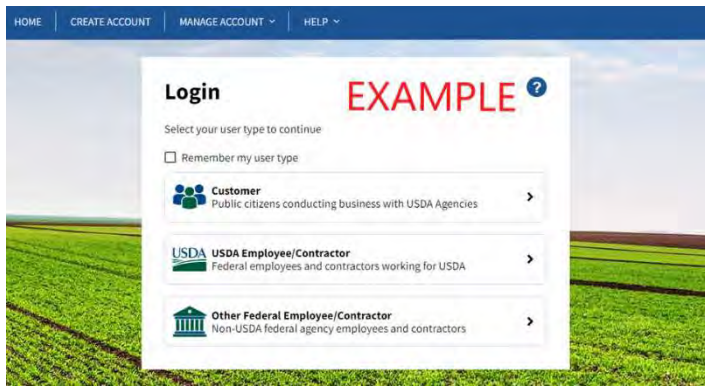 HOME CREATE ACCOUNT MANAGE ACCOUNT HELP
Login EXAMPLE ?
Select your user type to continue
Remember my user type
Customer
Public citizens conducting business with USDA Agencies
USDA USDA Employee/Contractor
Federal employees and contractors working for USDA
Other Federal Employee/Contractor
Non-USDA federal agency employees and contractors